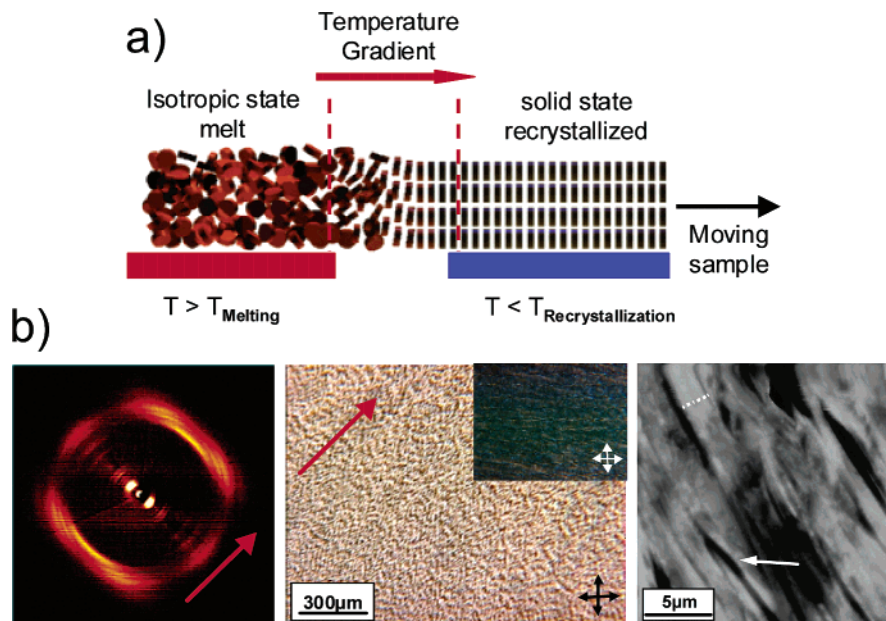 a)
Temperature
Gradient
Isotropic state
melt
solid state
recrystallized
Moving
sample
T > TMelting
T < TRecrystallization
b)
300µm
5µm